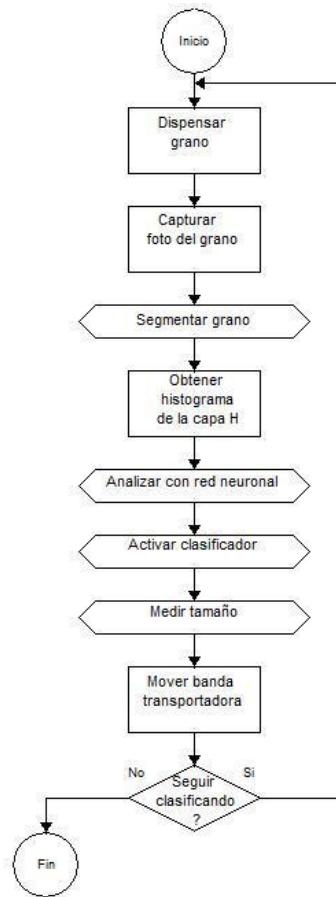 Inicio
Dispensar
grano
Capturar
foto del grano
Segmentar grano
Obtener
histograma
de la capa H
Analizar con red neuronal
Activar clasificador
Medir tamaño
Mover banda
transportadora
No
Seguir
clasificando
?
Si
Fin